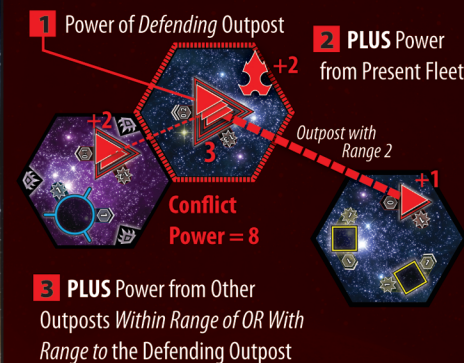 1 Power of Defending Outpost
2 PLUS Power
from Present Fleet
+2
+2
3
Outpost with
Range 2
+1
Conflict
Power = 8
3 PLUS Power from Other
Outposts Within Range of OR With
Range to the Defending Outpost